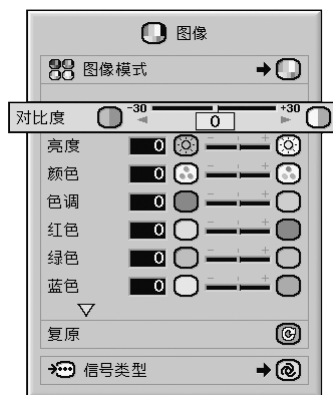 图像
图像模式
对比度 -30 0 +30
亮度 0 - +
颜色 0 - +
色调 0 - +
红色 0 - +
绿色 0 - +
蓝色 0 - +
复原
信号类型